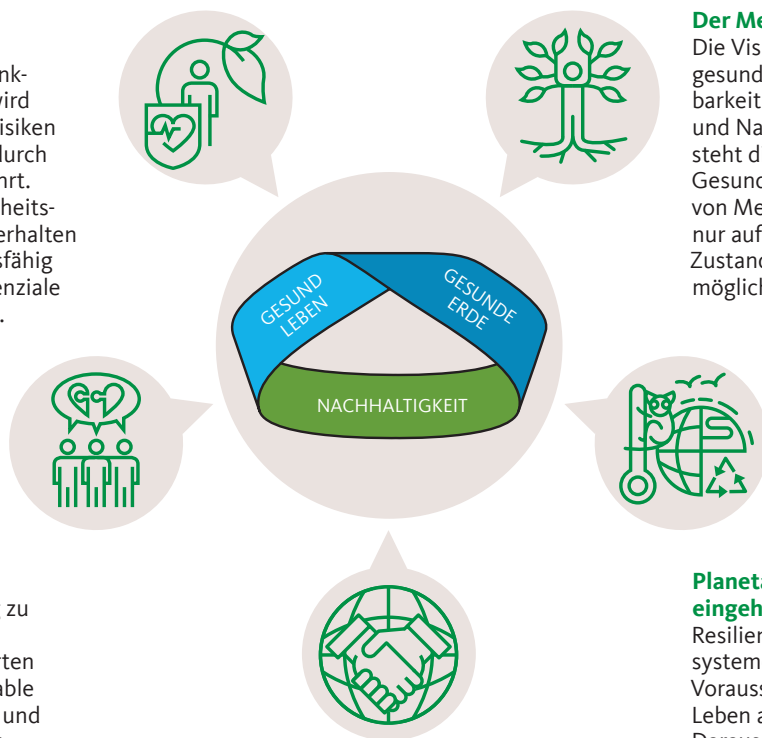 nk-
wird
isiken
durch
hrt.
heits-
erhalten
sfähig
enziale
.
Der Me
Die Vis
gesund
barkeit
und Na
steht d
Gesund
von Me
nur auf
Zustand
möglich
GESUND
LEBEN
GESUNDE
ERDE
NACHHALTIGKEIT
g zu
rten
able
und
Planeta
eingeh
Resilien
system
Vorauss
Leben a